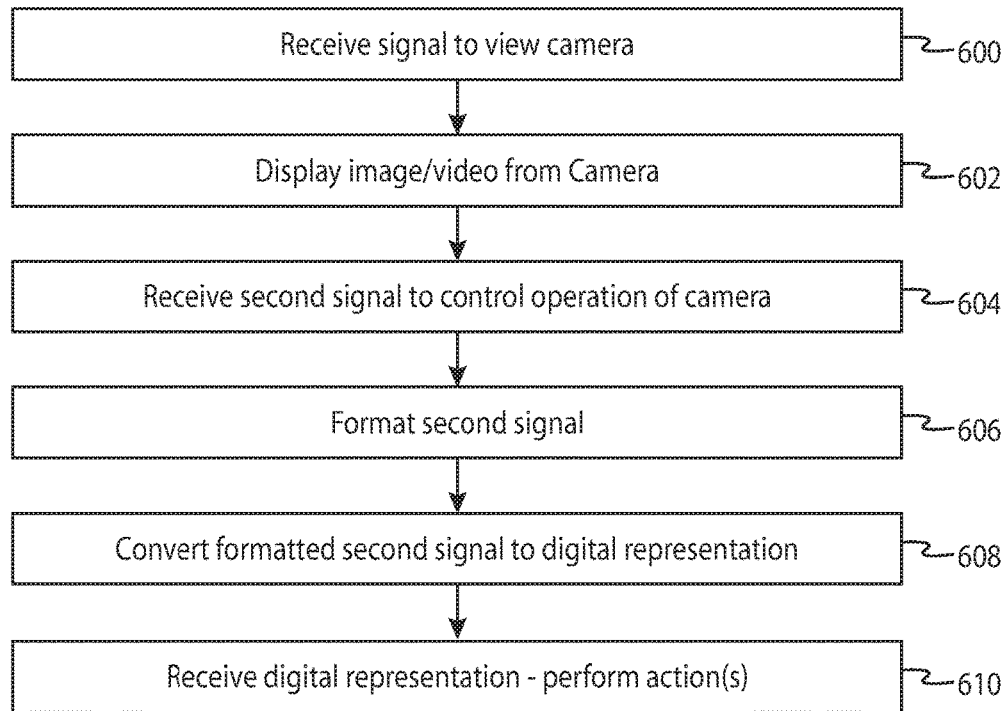 Receive signal to view camera
600
Display image/video from Camera
602
Receive second signal to control operation of camera
604
Format second signal
606
Convert formatted second signal to digital representation
608
Receive digital representation - perform action(s)
610